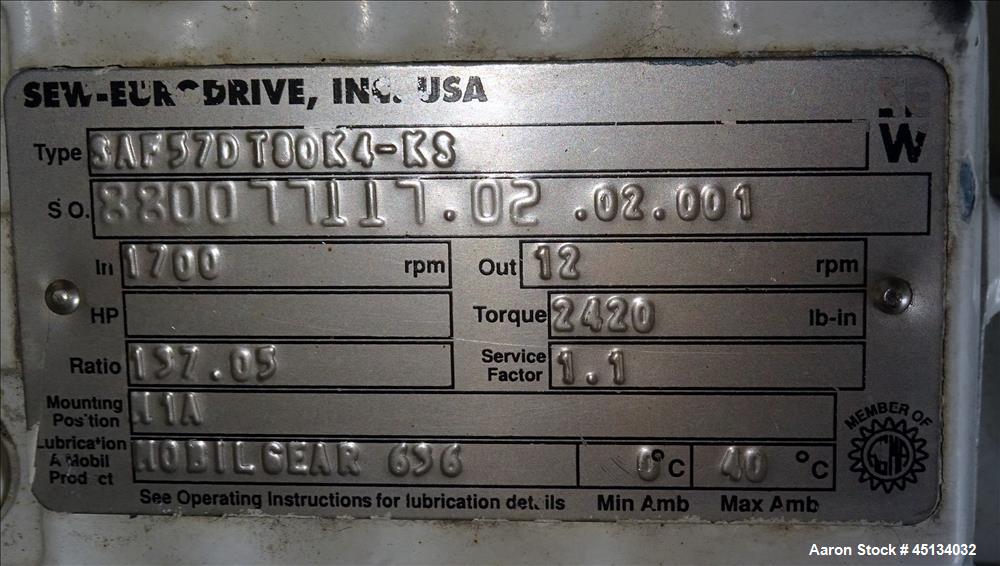 SEW-EURODRIVE, INC. USA
Type SAF57DT80K4-KS
S.O. 880077117.02.02.001
W
In 1700 rpm Out 12 rpm
HP Torque 2420 lb-in
Ratio 137.05 Service Factor 1.1
Mounting Position M1A
Lubrication A Mobil Product MOBILGEAR 636 0°C 40 °C
See Operating Instructions for lubrication details Min Amb Max Amb
MEMBER OF
AGMA
Aaron Stock # 45134032